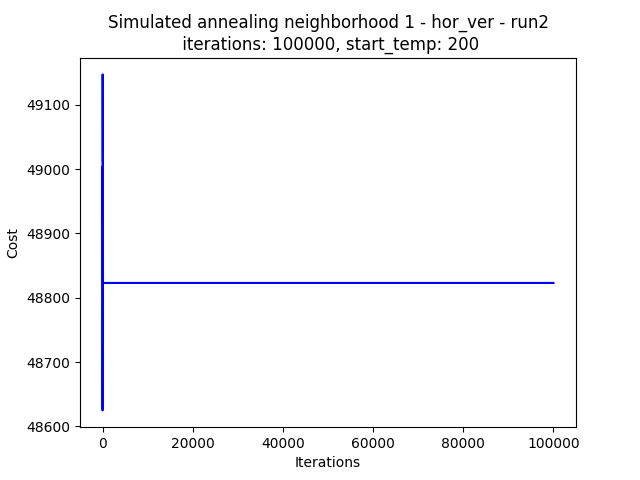 Simulated annealing neighborhood 1 - hor_ver - run2
iterations: 100000, start_temp: 200
49100
49000
48900
48800
48700
48600
Cost
0 20000 40000 60000 80000 100000
Iterations